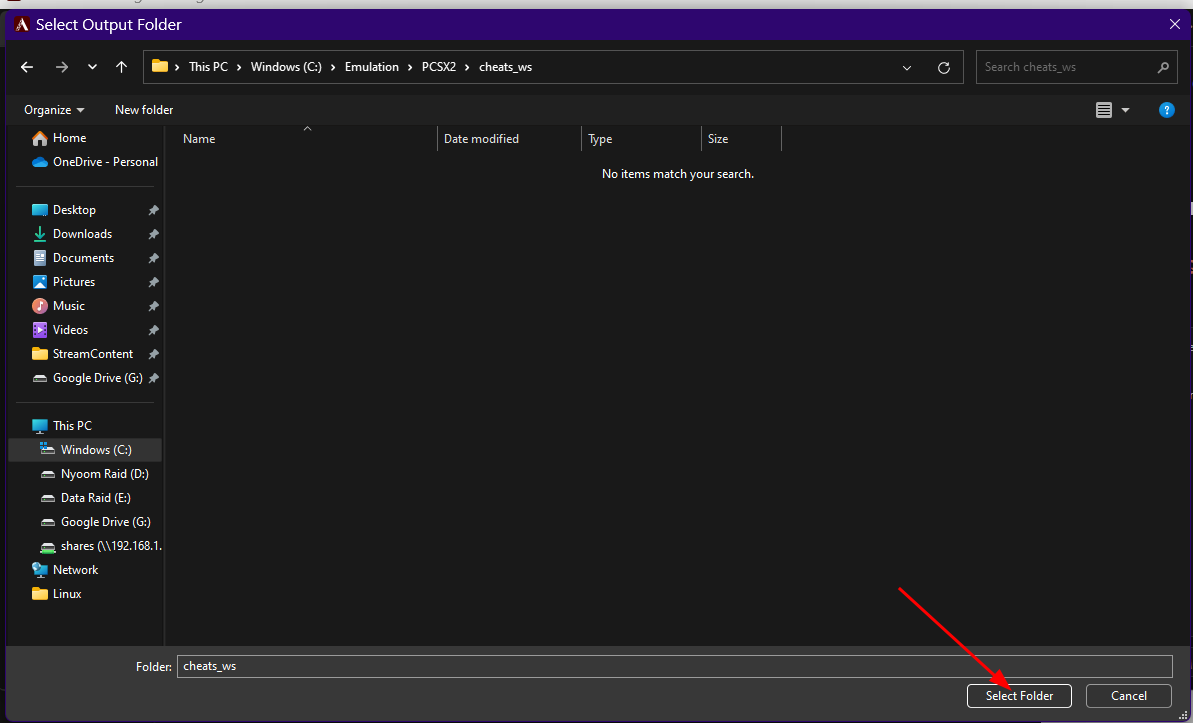 Select Output Folder
This PC > Windows (C:) > Emulation > PCSX2 > cheats_ws
Search cheats_ws
Organize
New folder
Name
Date modified
Type
Size
No items match your search.
Home
OneDrive - Personal
Desktop
Downloads
Documents
Pictures
Music
Videos
StreamContent
Google Drive (G:)
This PC
Windows (C:)
Nyoom Raid (D:)
Data Raid (E:)
Google Drive (G:)
shares (\\192.168.1.
Network
Linux
Folder: cheats_ws
Select Folder
Cancel